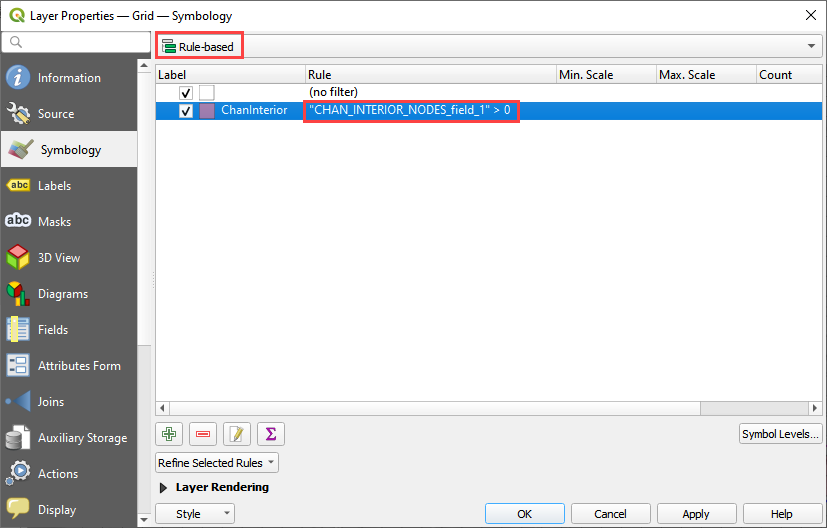 Layer Properties — Grid — Symbology
Rule-based
Label Rule Min. Scale Max. Scale Count
(no filter)
ChanInterior "CHAN_INTERIOR_NODES_field_1" > 0
Information
Source
Symbology
abc Labels
abc Masks
3D View
Diagrams
Fields
Attributes Form
Joins
Auxiliary Storage
Actions
Display
Symbol Levels...
Refine Selected Rules
Layer Rendering
Style OK Cancel Apply Help